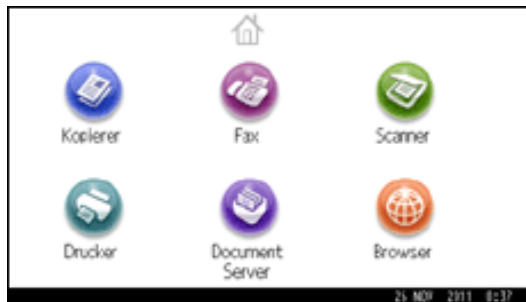 Kopierer Fax Scanner
Drucker Document Server Browser
26 NOV 2011 0:37